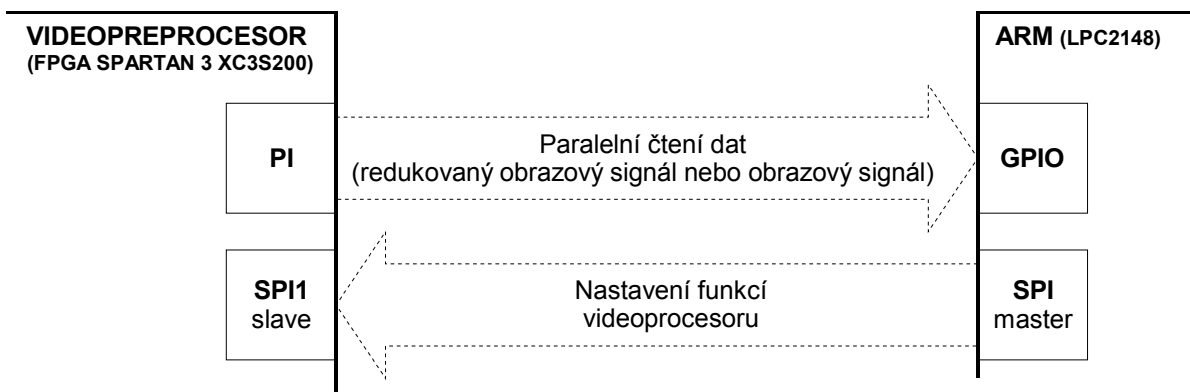 VIDEOPREPROCESOR
(FPGA SPARTAN 3 XC3S200)
ARM (LPC2148)
PI
Paralelní čtení dat
(redukovaný obrazový signál nebo obrazový signál)
GPIO
SPI1
slave
Nastavení funkcí
videoprocesoru
SPI
master